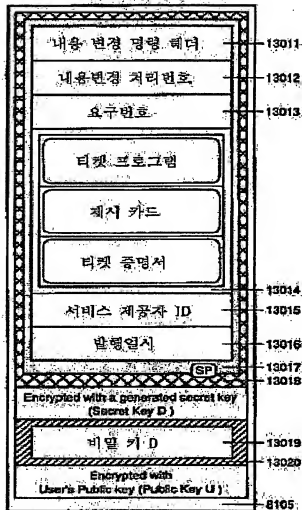 내용 변경 명령 헤더
13011
내용변경 처리번호
13012
요구번호
13013
티켓 프로그램
제시 카드
티켓 증명서
13014
서비스 제공자 ID
13015
발행일시
13016
SP
13017
13018
Encrypted with a generated secret key
(Secret Key D )
비밀 키 D
13019
13020
Encrypted with
User's Public key (Public Key U )
8105